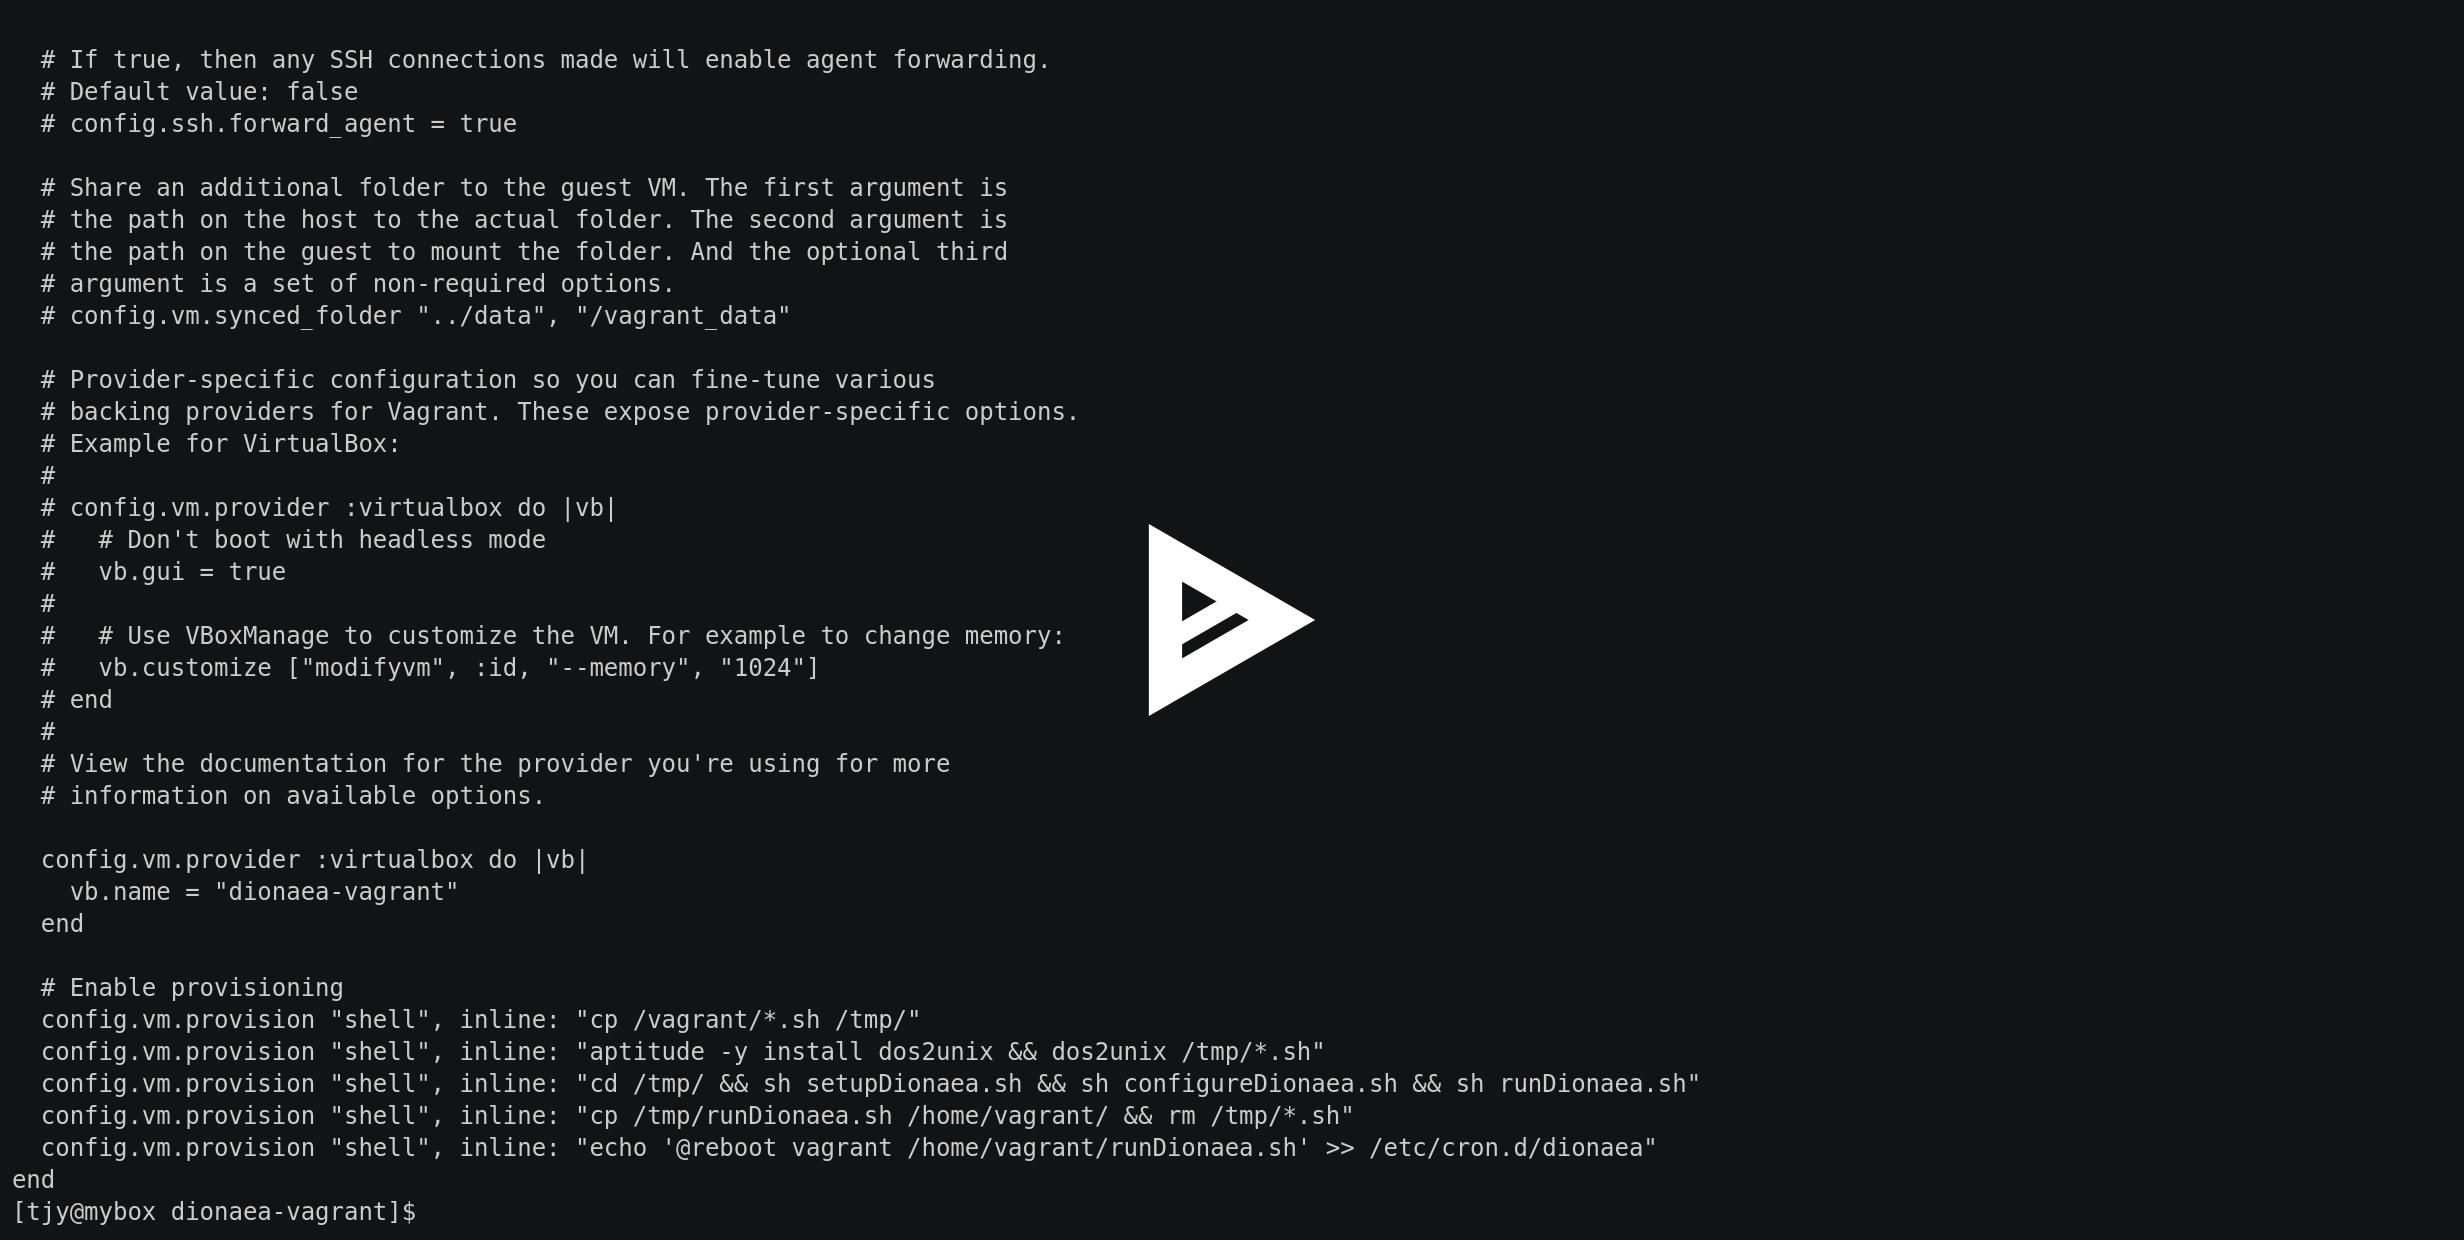 # If true, then any SSH connections made will enable agent forwarding.
# Default value: false
# config.ssh.forward_agent = true
# Share an additional folder to the guest VM. The first argument is
# the path on the host to the actual folder. The second argument is
# the path on the guest to mount the folder. And the optional third
# argument is a set of non-required options.
# config.vm.synced_folder "../data", "/vagrant_data"
# Provider-specific configuration so you can fine-tune various
# backing providers for Vagrant. These expose provider-specific options.
# Example for VirtualBox:
#
# config.vm.provider :virtualbox do |vb|
#   # Don't boot with headless mode
#   vb.gui = true
#
#   # Use VBoxManage to customize the VM. For example to change memory:
#   vb.customize ["modifyvm", :id, "--memory", "1024"]
# end
#
# View the documentation for the provider you're using for more
# information on available options.
config.vm.provider :virtualbox do |vb|
vb.name = "dionaea-vagrant"
end
# Enable provisioning
config.vm.provision "shell", inline: "cp /vagrant/*.sh /tmp/"
config.vm.provision "shell", inline: "aptitude -y install dos2unix && dos2unix /tmp/*.sh"
config.vm.provision "shell", inline: "cd /tmp/ && sh setupDionaea.sh && sh configureDionaea.sh && sh runDionaea.sh"
config.vm.provision "shell", inline: "cp /tmp/runDionaea.sh /home/vagrant/ && rm /tmp/*.sh"
config.vm.provision "shell", inline: "echo '@reboot vagrant /home/vagrant/runDionaea.sh' >> /etc/cron.d/dionaea"
end
[tjy@mybox dionaea-vagrant]$